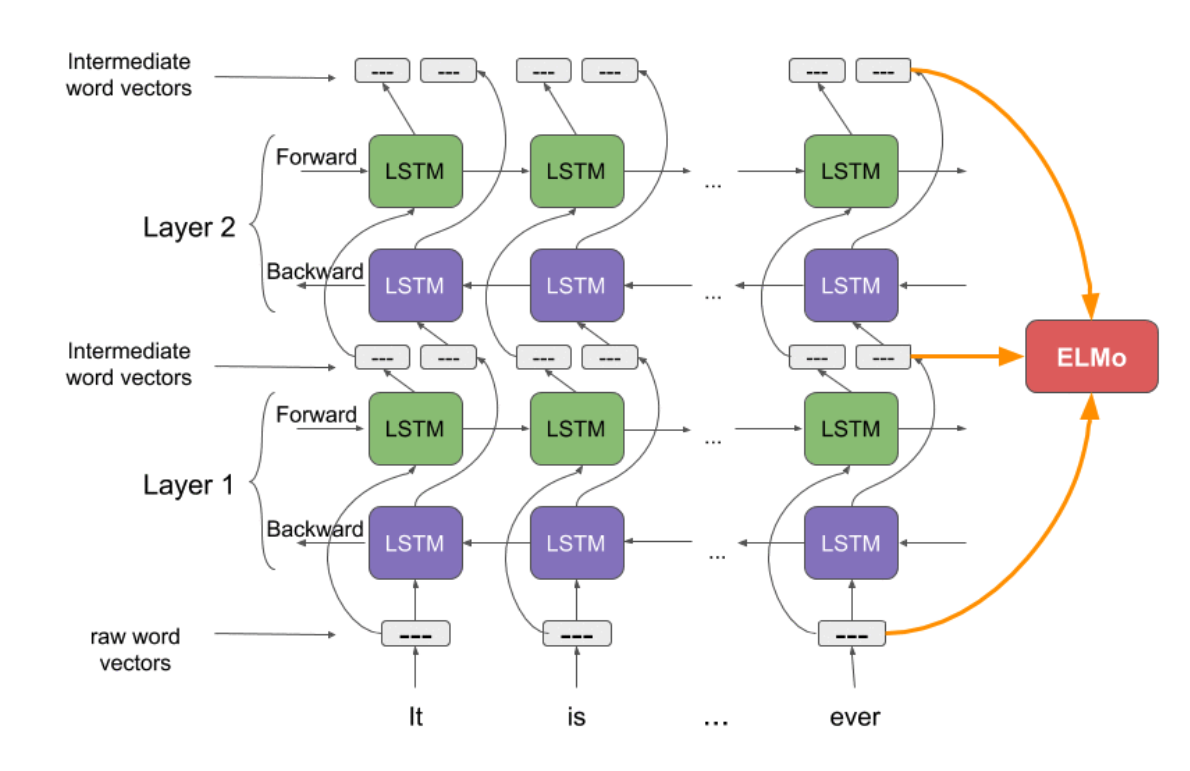 Intermediate
word vectors
--- --- --- --- --- ---
Forward
LSTM LSTM ... LSTM
Layer 2
Backward
LSTM LSTM ... LSTM
Intermediate
word vectors
--- --- --- --- --- ---
ELMo
Forward
LSTM LSTM ... LSTM
Layer 1
Backward
LSTM LSTM ... LSTM
raw word
vectors
--- --- ---
It is ... ever